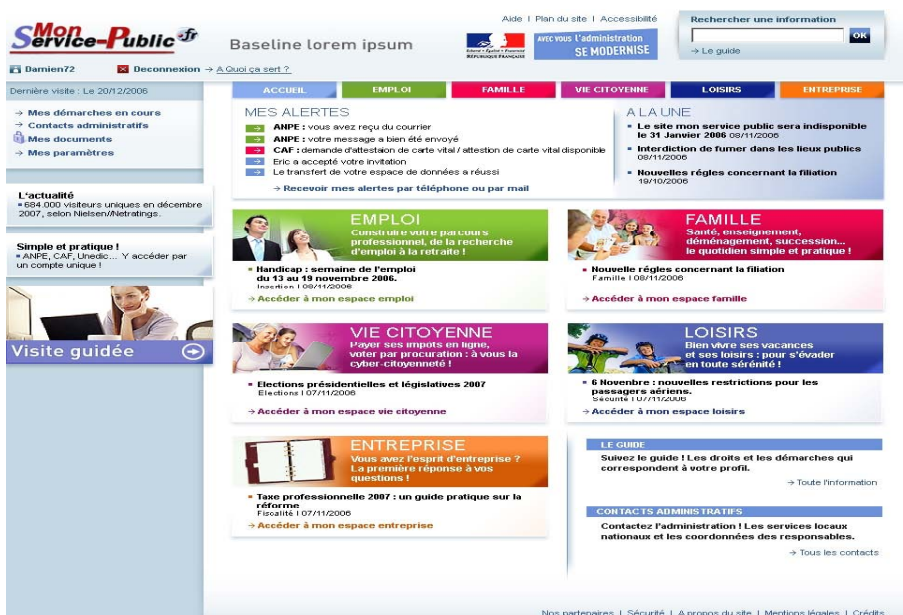 Aide | Plan du site | Accessibilité
Rechercher une information
OK
→ Le guide
Mon
Service-Public .fr
Baseline lorem ipsum
Liberté • Égalité • Fraternité
RÉPUBLIQUE FRANÇAISE
AVEC VOUS l'administration
SE MODERNISE
Damien72
Deconnexion
→ A Quoi ça sert ?
Dernière visite : Le 20/12/2006
→ Mes démarches en cours
→ Contacts administratifs
Mes documents
→ Mes paramètres
L'actualité
684.000 visiteurs uniques en décembre
2007, selon Nielsen//Netratings.
Simple et pratique !
ANPE, CAF, Unedic... Y accéder par
un compte unique !
Visite guidée
ACCUEIL
EMPLOI
FAMILLE
VIE CITOYENNE
LOISIRS
ENTREPRISE
MES ALERTES
ANPE : vous avez reçu du courrier
ANPE : votre message a bien été envoyé
CAF : demande d'attestaion de carte vital / attestion de carte vital disponible
Eric a accepté votre invitation
Le transfert de votre espace de données a réussi
→ Recevoir mes alertes par téléphone ou par mail
A LA UNE
Le site mon service public sera indisponible
le 31 Janvier 2006 08/11/2006
Interdiction de fumer dans les lieux publics
08/11/2006
Nouvelles régles concernant la filiation
19/10/2006
EMPLOI
Construire votre parcours
professionnel, de la recherche
d'emploi à la retraite !
Handicap : semaine de l'emploi
du 13 au 19 novembre 2006.
Insertion | 08/11/2006
→ Accéder à mon espace emploi
FAMILLE
Santé, enseignement,
déménagement, succession...
le quotidien simple et pratique !
Nouvelle régles concernant la filiation
Famille | 08/11/2006
→ Accéder à mon espace famille
VIE CITOYENNE
Payer ses impots en ligne,
voter par procuration : à vous la
cyber-citoyenneté !
Elections présidentielles et législatives 2007
Elections | 07/11/2006
→ Accéder à mon espace vie citoyenne
LOISIRS
Bien vivre ses vacances
et ses loisirs : pour s'évader
en toute sérénité !
6 Novenbre : nouvelles restrictions pour les
passagers aériens.
Sécurité | 07/11/2006
→ Accéder à mon espace loisirs
ENTREPRISE
Vous avez l'esprit d'entreprise ?
La première réponse à vos
questions !
Taxe professionnelle 2007 : un guide pratique sur la
réforme
Fiscalité | 07/11/2006
→ Accéder à mon espace entreprise
LE GUIDE
Suivez le guide ! Les droits et les démarches qui
correspondent à votre profil.
→ Toute l'information
CONTACTS ADMINISTRATIFS
Contactez l'administration ! Les services locaux
nationaux et les coordonnées des responsables.
→ Tous les contacts
Nos partenaires | Sécurité | A propos du site | Mentions légales | Crédits